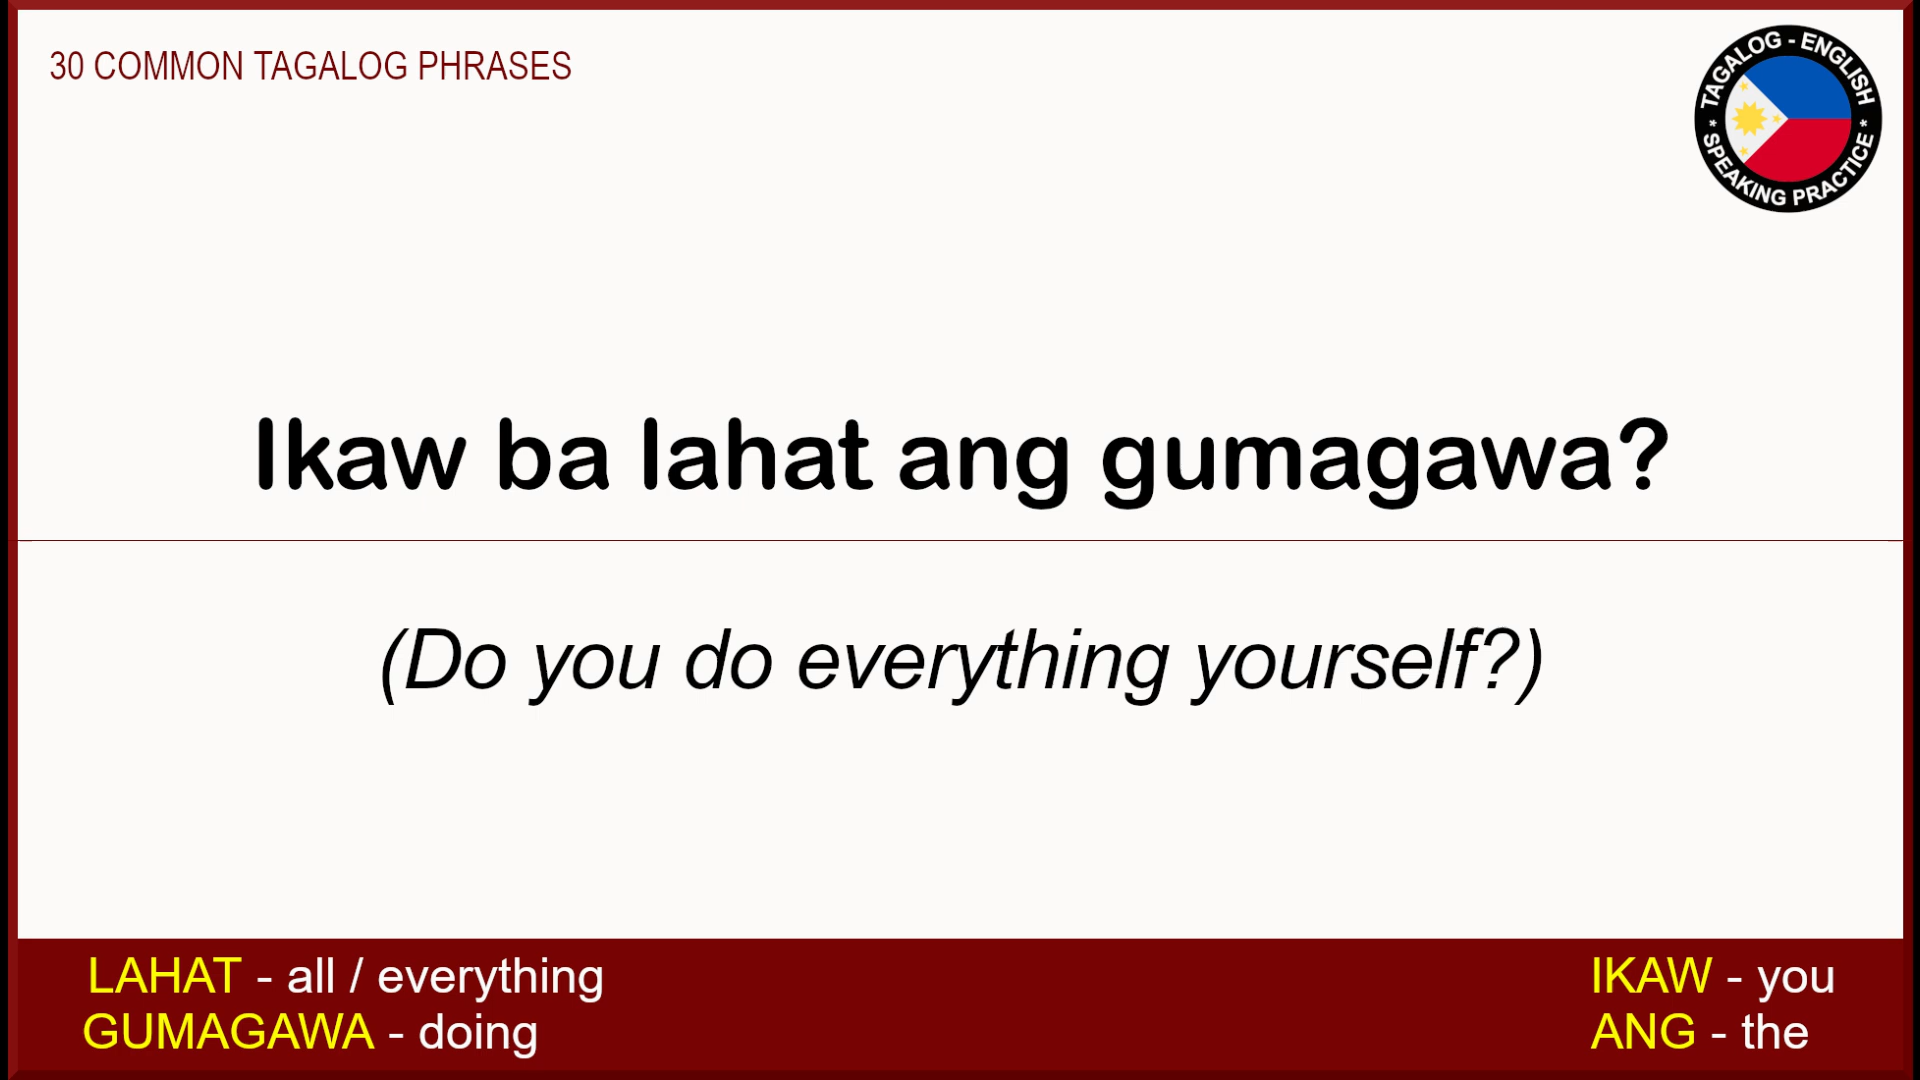 30 COMMON TAGALOG PHRASES
TAGALOG - ENGLISH
* SPEAKING PRACTICE *
Ikaw ba lahat ang gumagawa?
(Do you do everything yourself?)
LAHAT - all / everything
GUMAGAWA - doing
IKAW - you
ANG - the